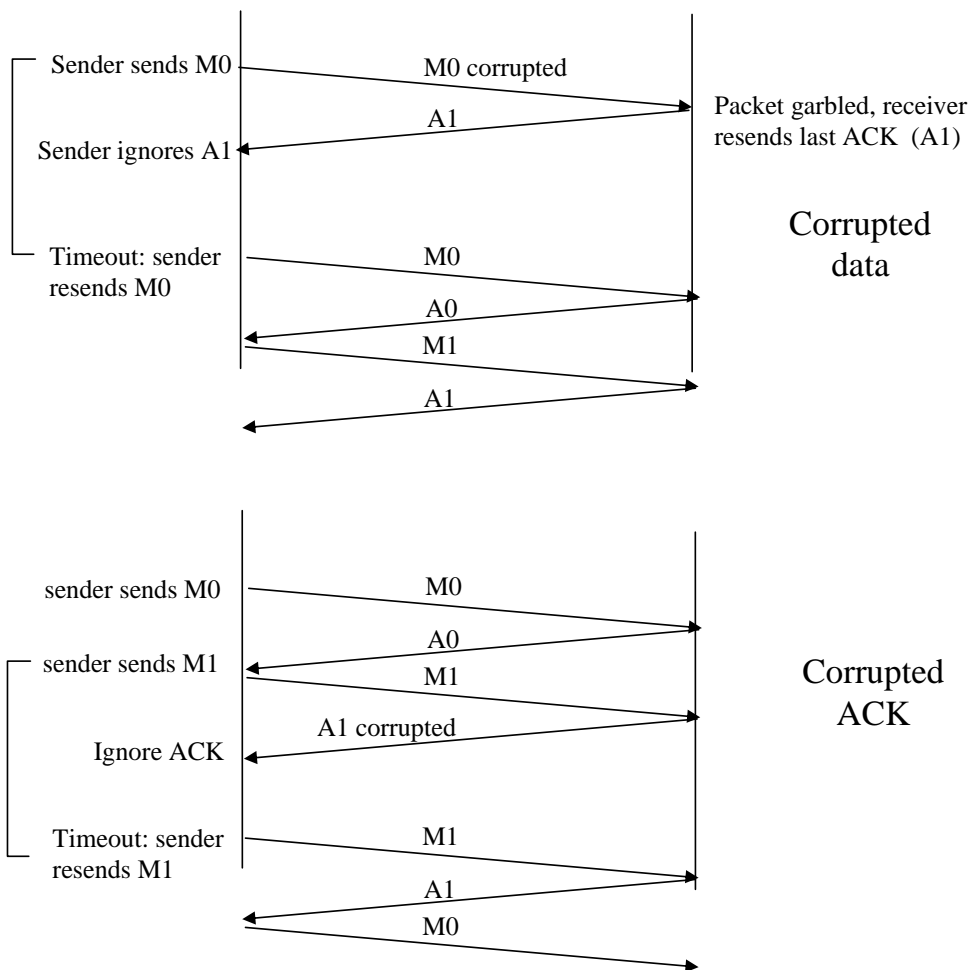 Sender sends M0
M0 corrupted
A1
Packet garbled, receiver
resends last ACK (A1)
Sender ignores A1
Corrupted
data
Timeout: sender
resends M0
M0
A0
M1
A1
sender sends M0
M0
A0
sender sends M1
M1
Corrupted
ACK
A1 corrupted
Ignore ACK
Timeout: sender
resends M1
M1
A1
M0